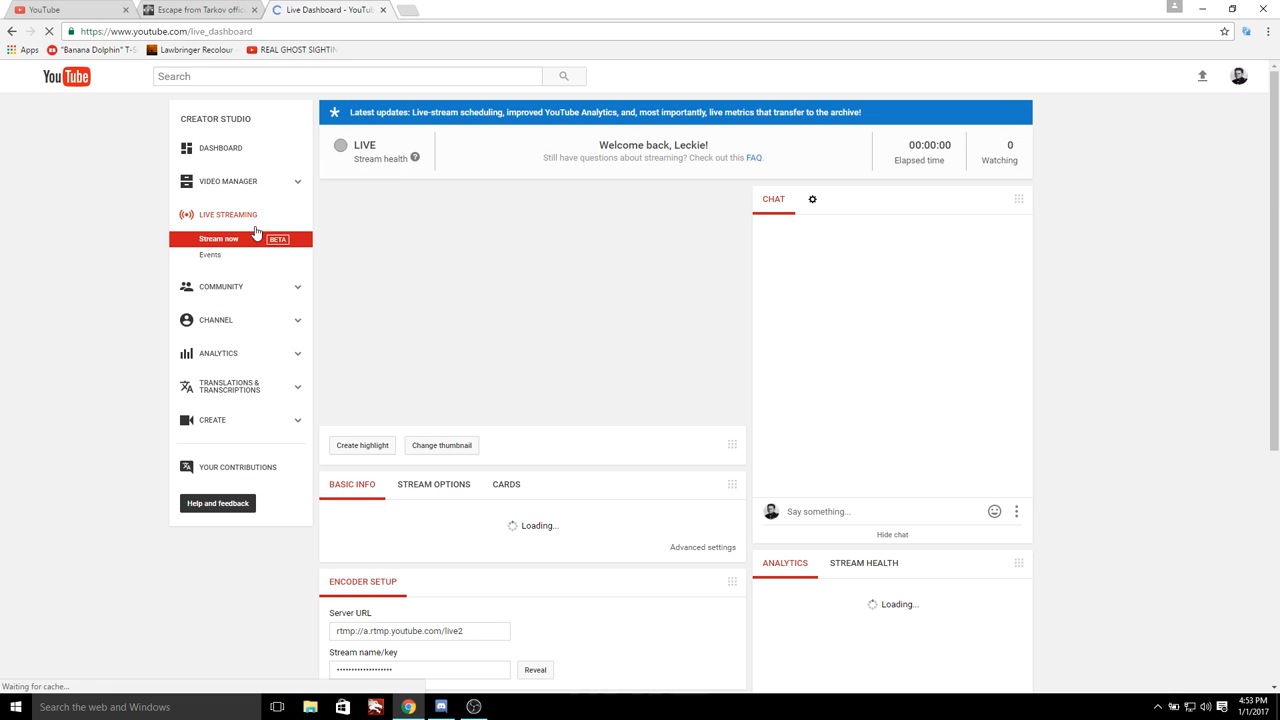 YouTube
Escape from Tarkov offici
Live Dashboard - YouTu
https://www.youtube.com/live_dashboard
Apps
"Banana Dolphin" T-S
Lawbringer Recolour -
REAL GHOST SIGHTIN
YouTube
Search
CREATOR STUDIO
DASHBOARD
VIDEO MANAGER
LIVE STREAMING
Stream now BETA
Events
COMMUNITY
CHANNEL
ANALYTICS
TRANSLATIONS &
TRANSCRIPTIONS
CREATE
YOUR CONTRIBUTIONS
Help and feedback
Latest updates: Live-stream scheduling, improved YouTube Analytics, and, most importantly, live metrics that transfer to the archive!
LIVE
Stream health ?
Welcome back, Leckie!
Still have questions about streaming? Check out this FAQ.
00:00:00
Elapsed time
0
Watching
CHAT
Say something...
Hide chat
Create highlight
Change thumbnail
BASIC INFO STREAM OPTIONS CARDS
Loading...
Advanced settings
ENCODER SETUP
Server URL
rtmp://a.rtmp.youtube.com/live2
Stream name/key
•••••••••••••••••••
Reveal
ANALYTICS STREAM HEALTH
Loading...
Waiting for cache...
Search the web and Windows
4:53 PM
1/1/2017